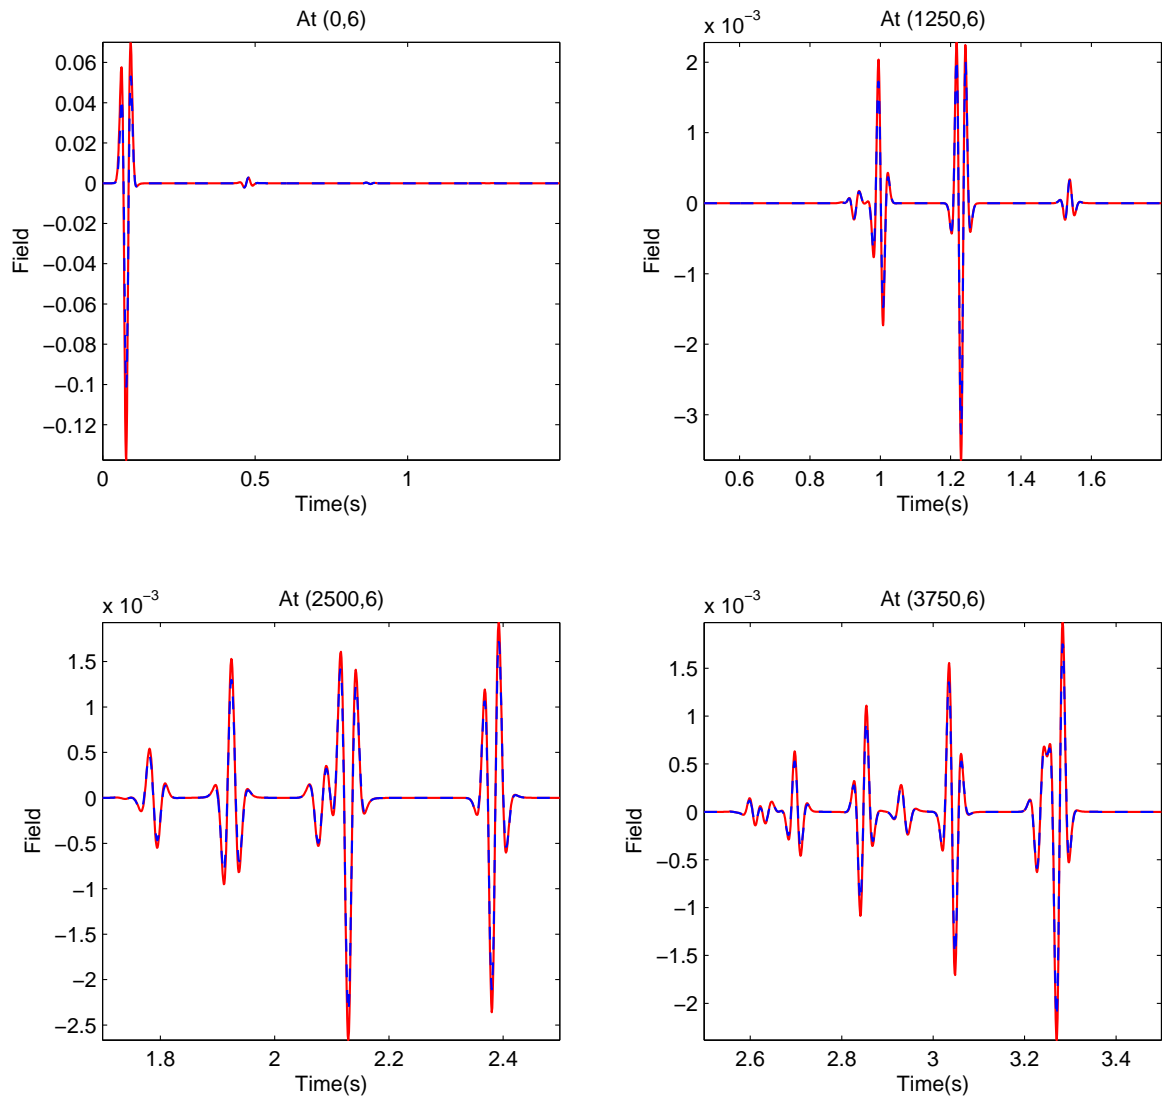 At (0,6)
0.06
0.04
0.02
0
−0.02
−0.04
−0.06
−0.08
−0.1
−0.12
Field
0 0.5 1
Time(s)
x 10−3
At (1250,6)
2
1
0
−1
−2
−3
Field
0.6 0.8 1 1.2 1.4 1.6
Time(s)
x 10−3
At (2500,6)
1.5
1
0.5
0
−0.5
−1
−1.5
−2
−2.5
Field
1.8 2 2.2 2.4
Time(s)
x 10−3
At (3750,6)
1.5
1
0.5
0
−0.5
−1
−1.5
−2
Field
2.6 2.8 3 3.2 3.4
Time(s)